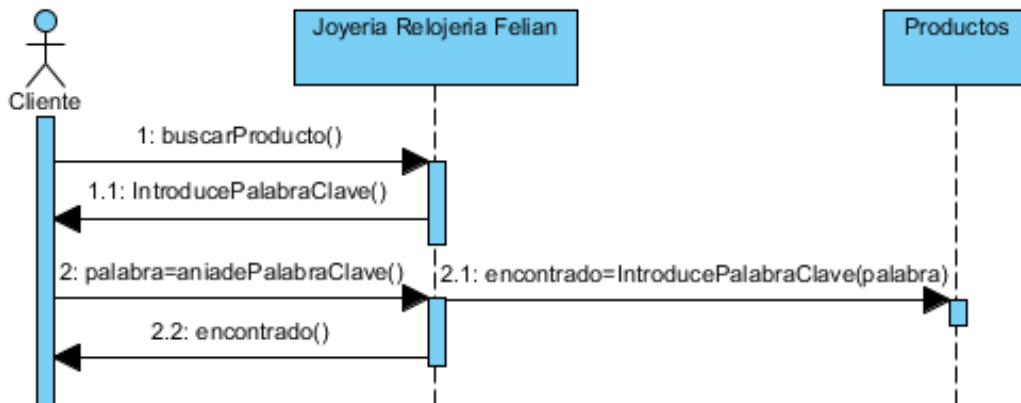 Joyeria Relojeria Felian
Productos
Cliente
1: buscarProducto()
1.1: IntroducePalabraClave()
2: palabra=aniadePalabraClave()
2.1: encontrado=IntroducePalabraClave(palabra)
2.2: encontrado()